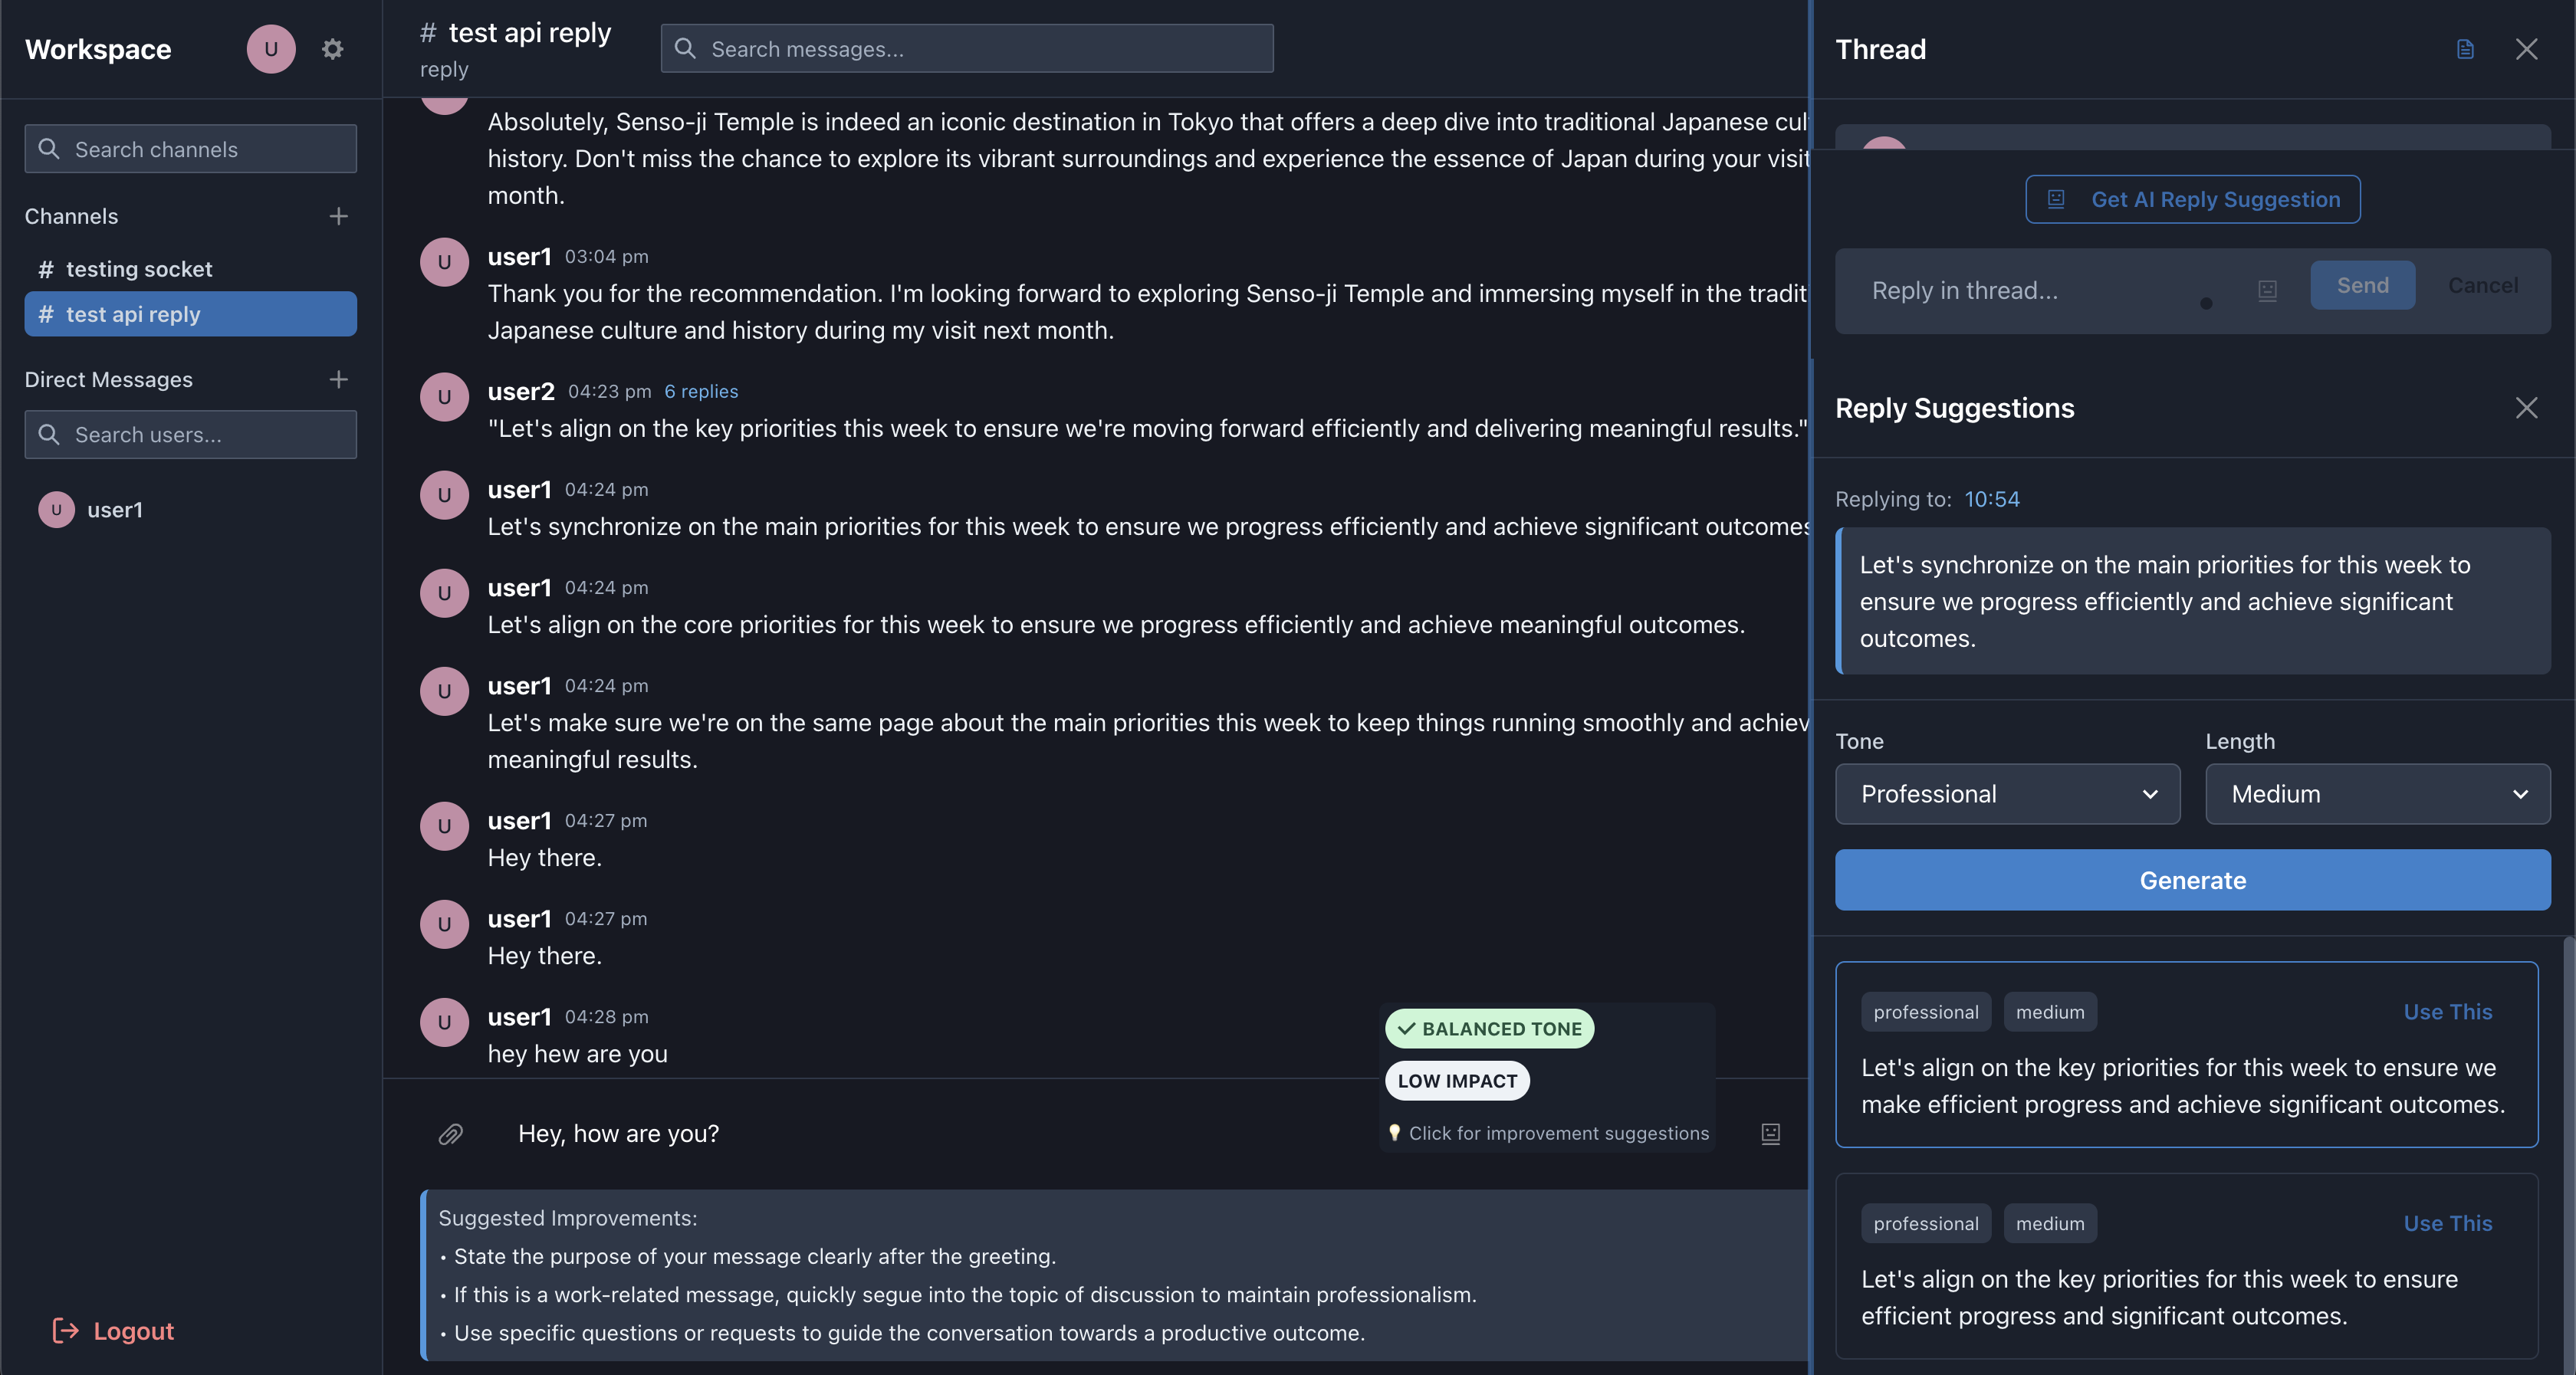 Workspace
U
Search channels
Channels
# testing socket
# test api reply
Direct Messages
Search users...
U
user1
Logout
# test api reply
reply
Search messages...
Absolutely, Senso-ji Temple is indeed an iconic destination in Tokyo that offers a deep dive into traditional Japanese cul
history. Don't miss the chance to explore its vibrant surroundings and experience the essence of Japan during your visit
month.
U
user1 03:04 pm
Thank you for the recommendation. I'm looking forward to exploring Senso-ji Temple and immersing myself in the tradit
Japanese culture and history during my visit next month.
U
user2 04:23 pm 6 replies
"Let's align on the key priorities this week to ensure we're moving forward efficiently and delivering meaningful results."
U
user1 04:24 pm
Let's synchronize on the main priorities for this week to ensure we progress efficiently and achieve significant outcomes
U
user1 04:24 pm
Let's align on the core priorities for this week to ensure we progress efficiently and achieve meaningful outcomes.
U
user1 04:24 pm
Let's make sure we're on the same page about the main priorities this week to keep things running smoothly and achiev
meaningful results.
U
user1 04:27 pm
Hey there.
U
user1 04:27 pm
Hey there.
U
user1 04:28 pm
hey hew are you
BALANCED TONE
LOW IMPACT
Click for improvement suggestions
Hey, how are you?
Suggested Improvements:
• State the purpose of your message clearly after the greeting.
• If this is a work-related message, quickly segue into the topic of discussion to maintain professionalism.
• Use specific questions or requests to guide the conversation towards a productive outcome.
Thread
Get AI Reply Suggestion
Reply in thread...
Send
Cancel
Reply Suggestions
Replying to: 10:54
Let's synchronize on the main priorities for this week to
ensure we progress efficiently and achieve significant
outcomes.
Tone
Length
Professional
Medium
Generate
professional medium Use This
Let's align on the key priorities for this week to ensure we
make efficient progress and achieve significant outcomes.
professional medium Use This
Let's align on the key priorities for this week to ensure
efficient progress and significant outcomes.